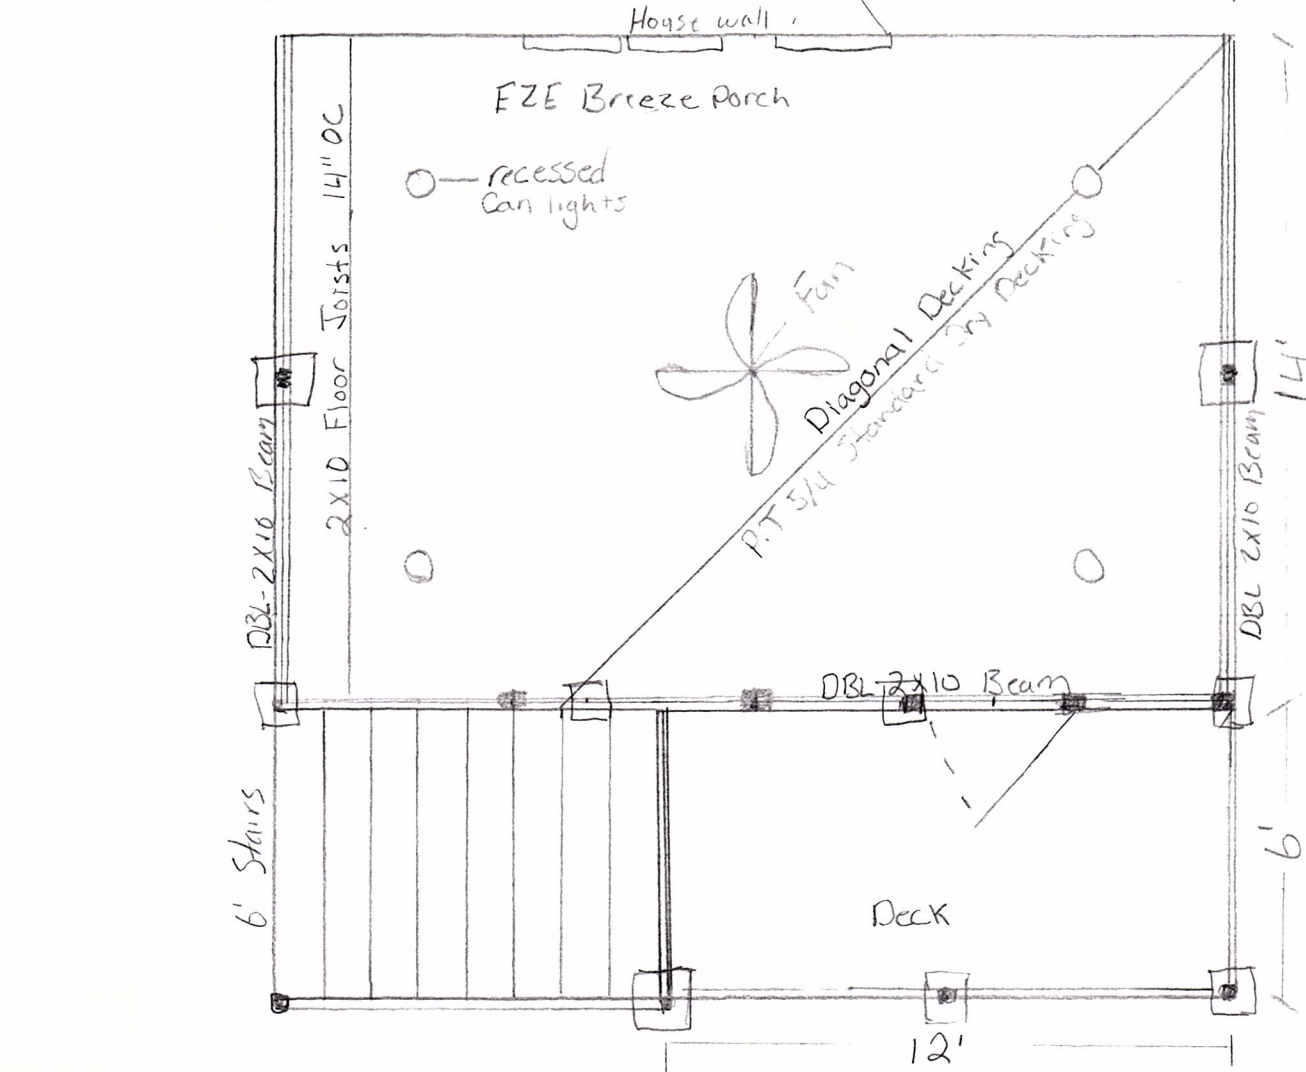 House wall
EZE Breeze Porch
recessed
Can lights
2x10 Floor Joists 14" OC
Fan
Diagonal Decking
P.T 5/4 Standard Dry Decking
14'
DBL-2x10 Beam
DBL 2x10 Beam
DBL-2x10 Beam
6' Stairs
Deck
6'
12'